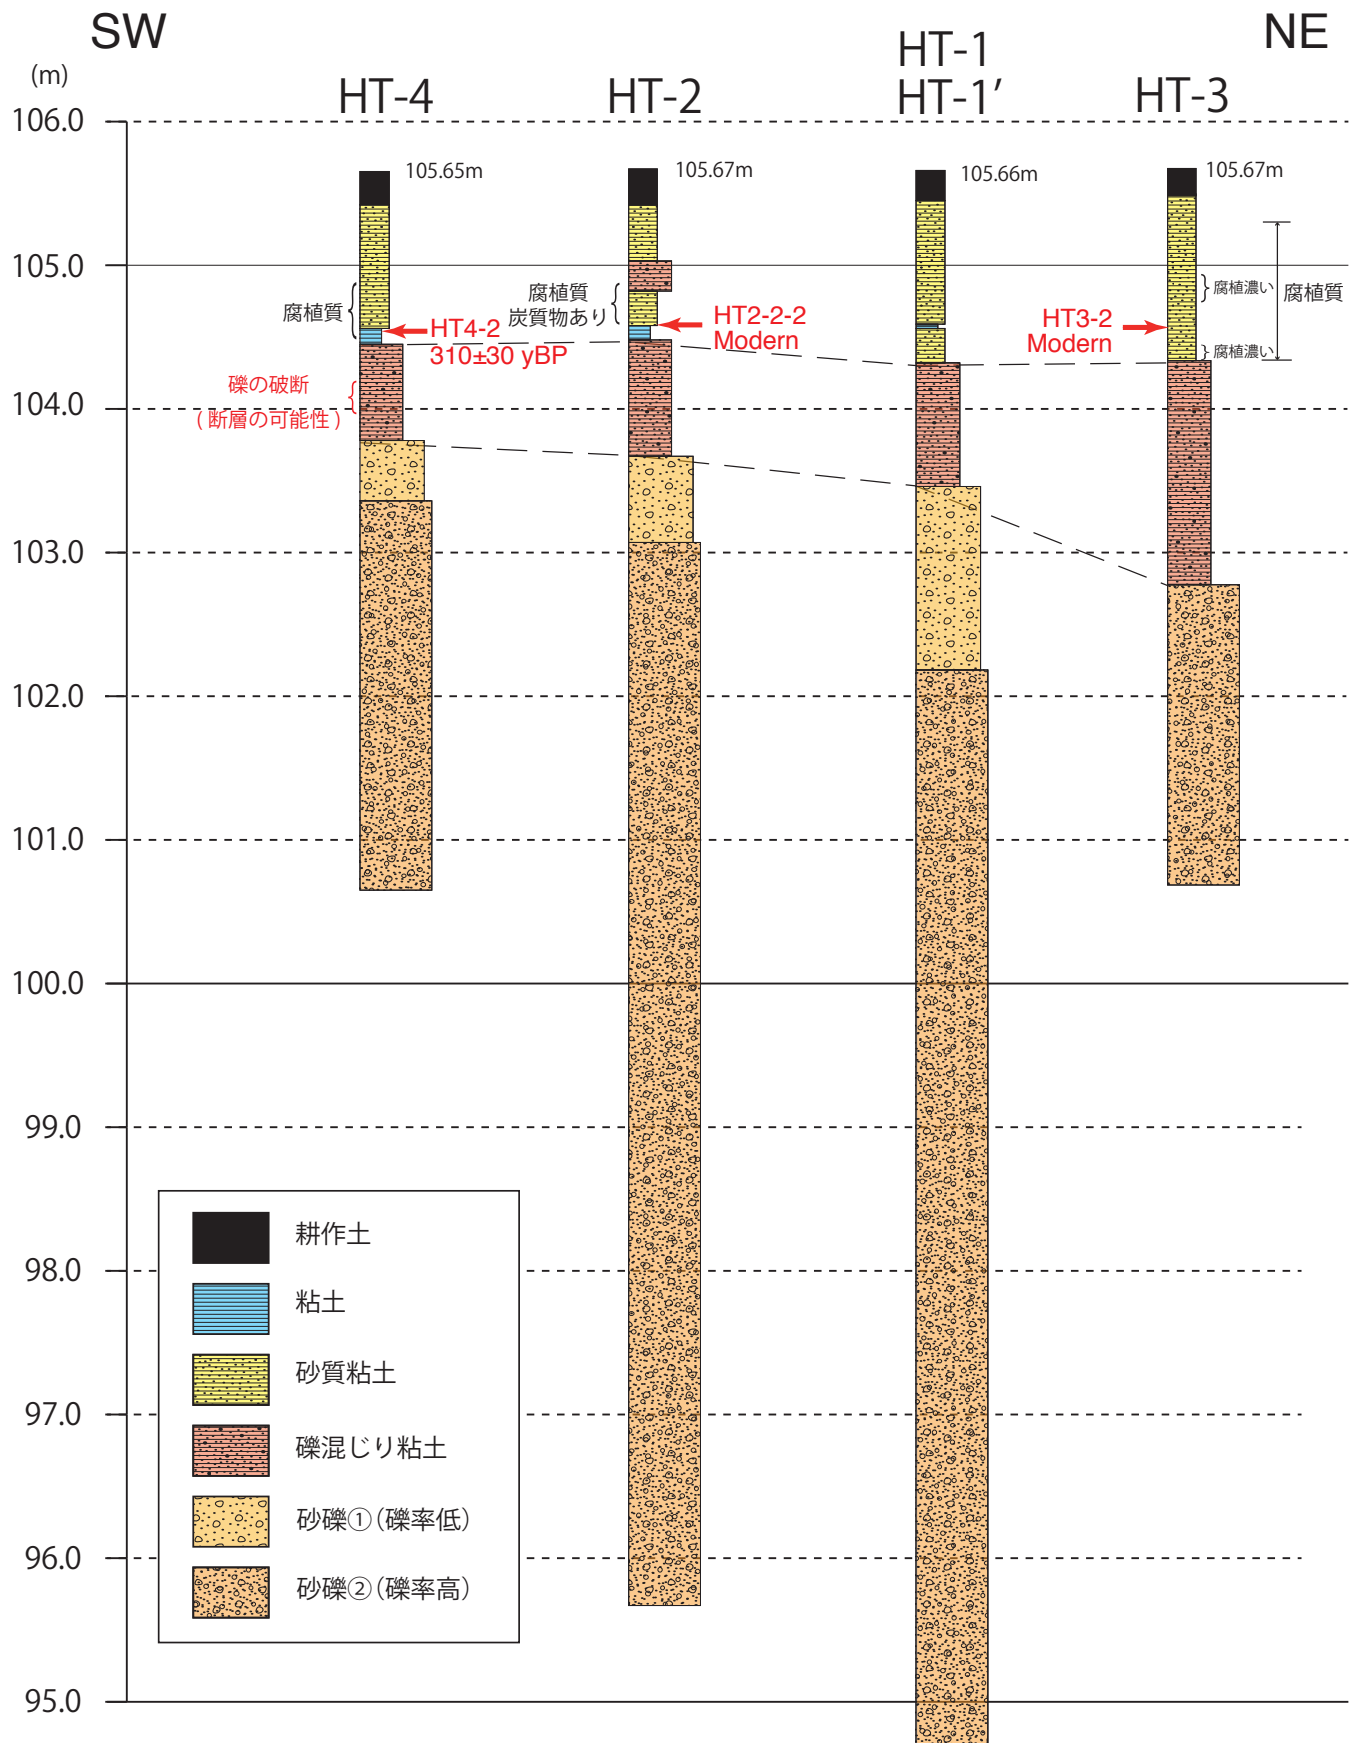 SW
NE
(m)
HT-4
HT-2
HT-1
HT-1′
HT-3
106.0
105.65m
105.67m
105.66m
105.67m
105.0
腐植質
腐植質
炭質物あり
腐植濃い
腐植質
HT4-2
310±30 yBP
HT2-2-2
Modern
HT3-2
Modern
腐植濃い
礫の破断
(断層の可能性)
104.0
103.0
102.0
101.0
100.0
99.0
98.0
97.0
96.0
95.0
耕作土
粘土
砂質粘土
礫混じり粘土
砂礫①(礫率低)
砂礫②(礫率高)